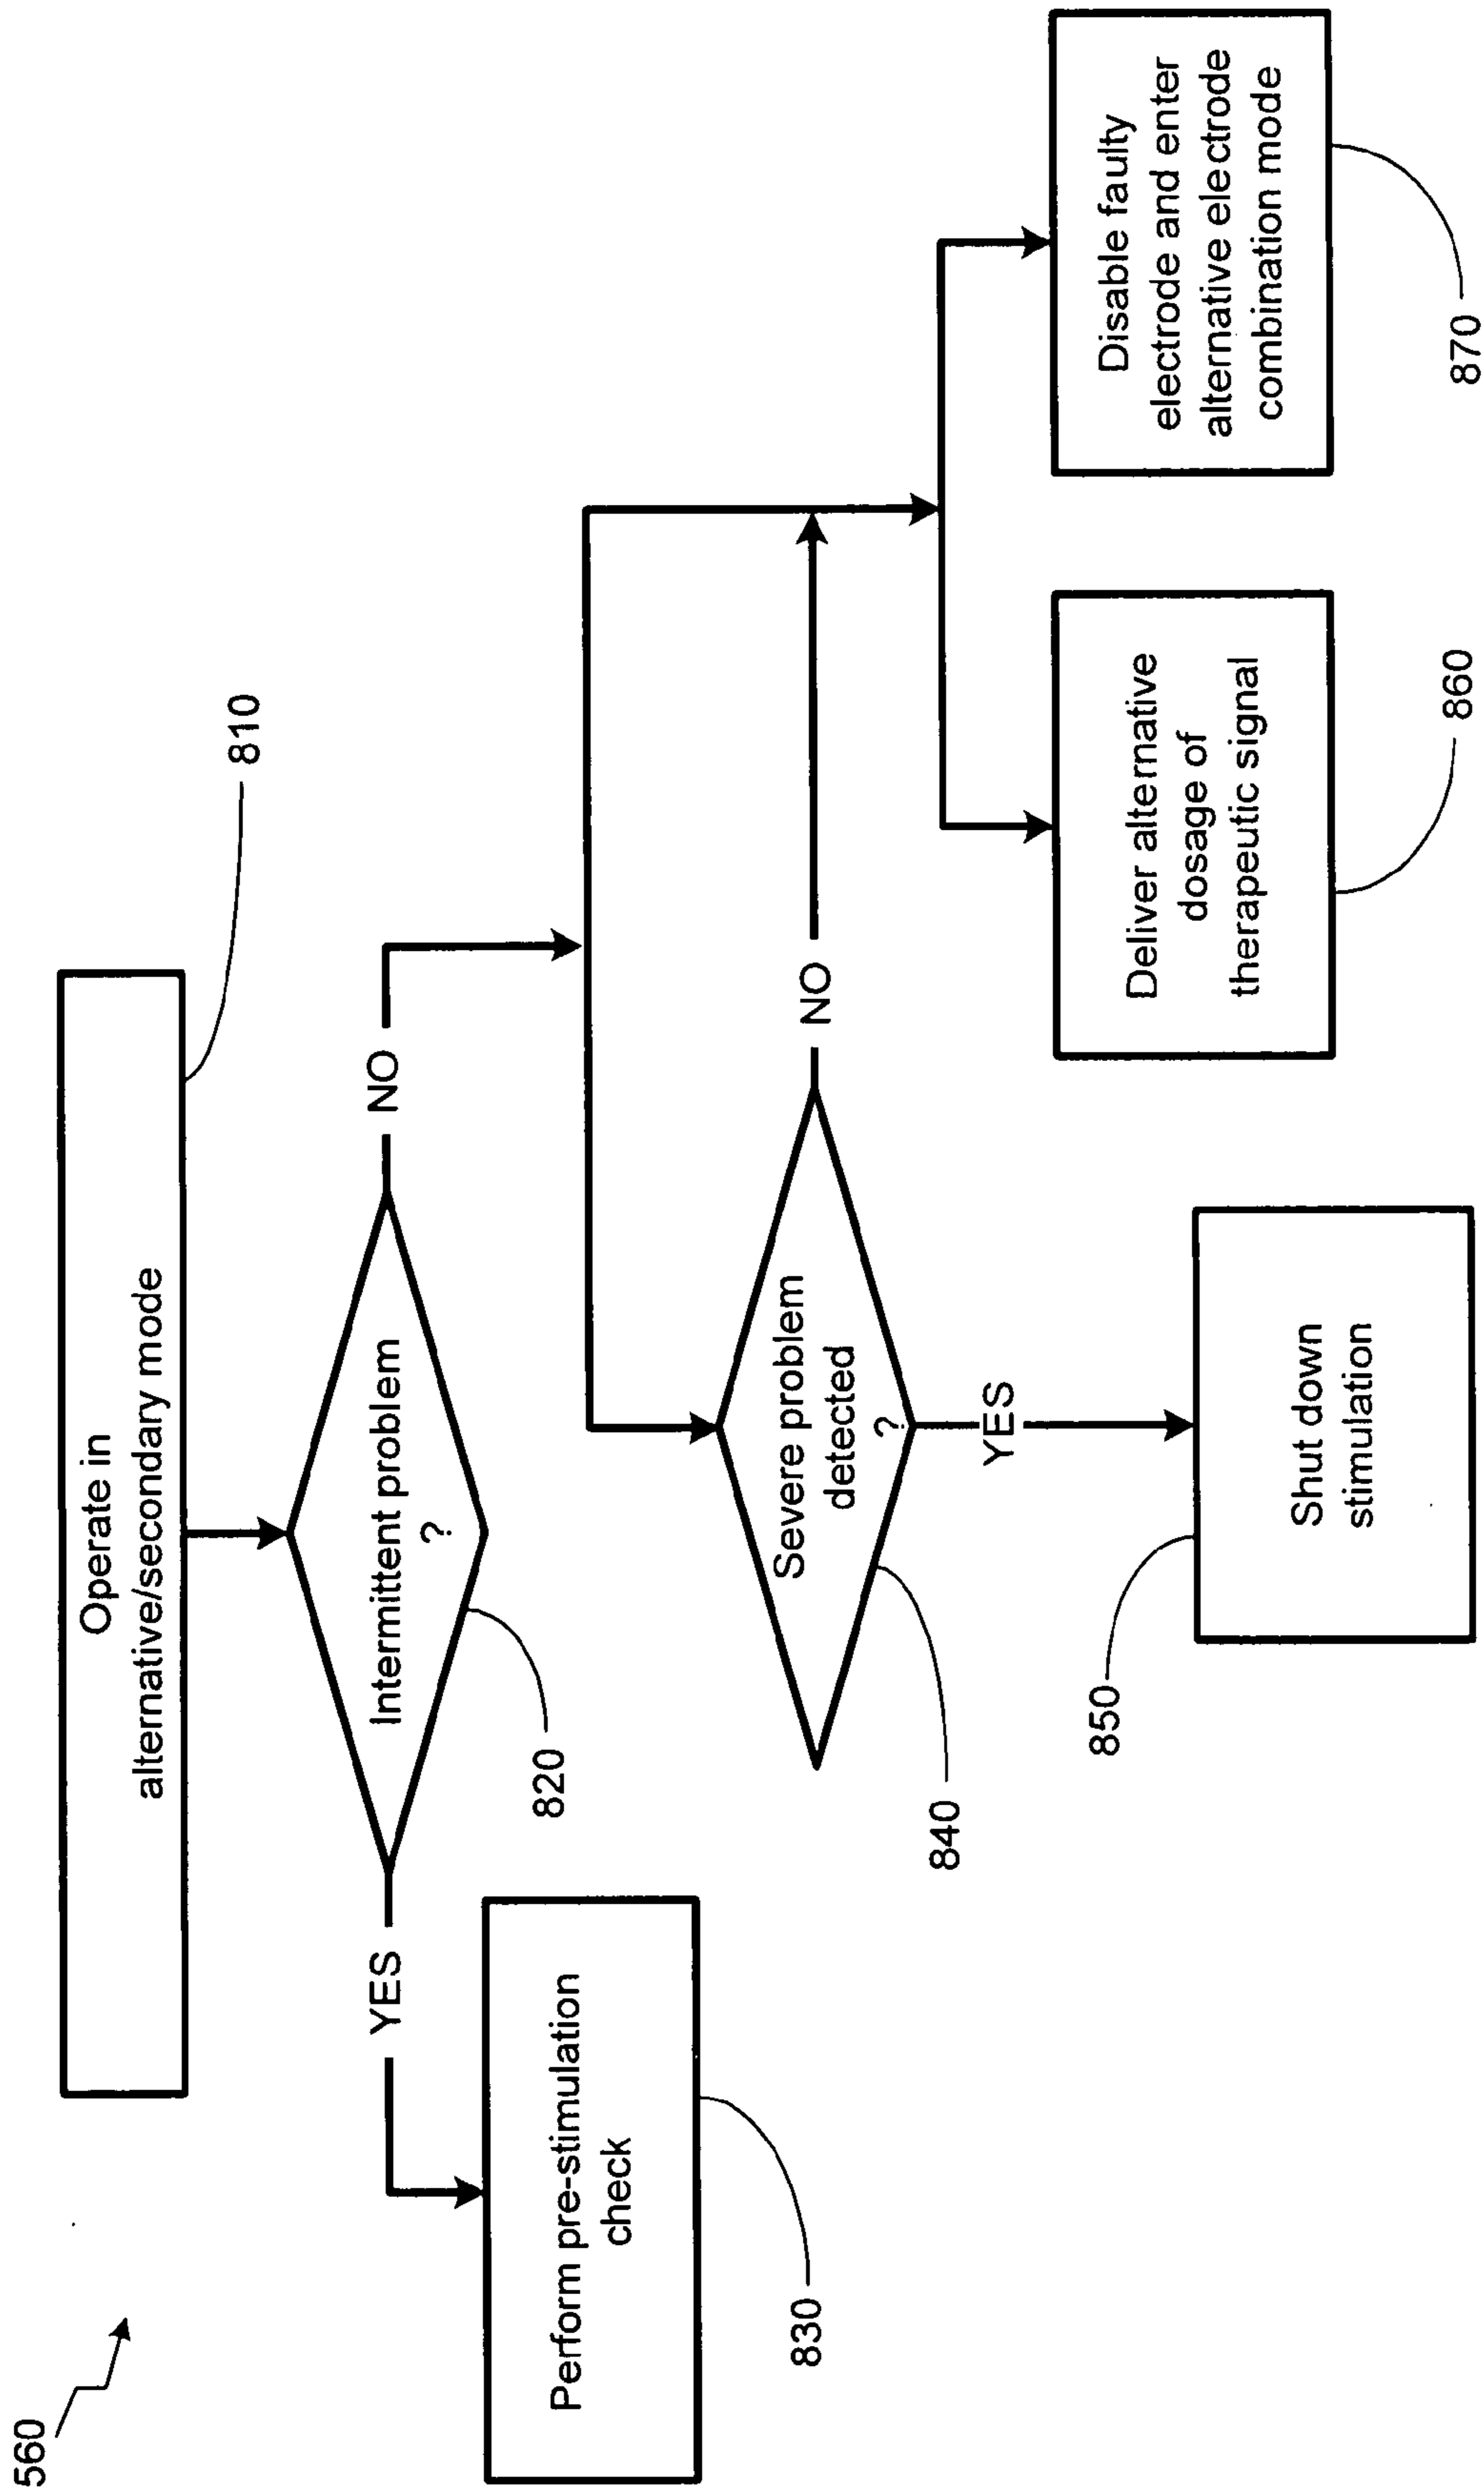 560
Operate in
alternative/secondary mode
810
Intermittent problem
?
820
YES
NO
Perform pre-stimulation
check
830
Severe problem
detected
?
840
NO
YES
850
Shut down
stimulation
Deliver alternative
dosage of
therapeutic signal
860
Disable faulty
electrode and enter
alternative electrode
combination mode
870